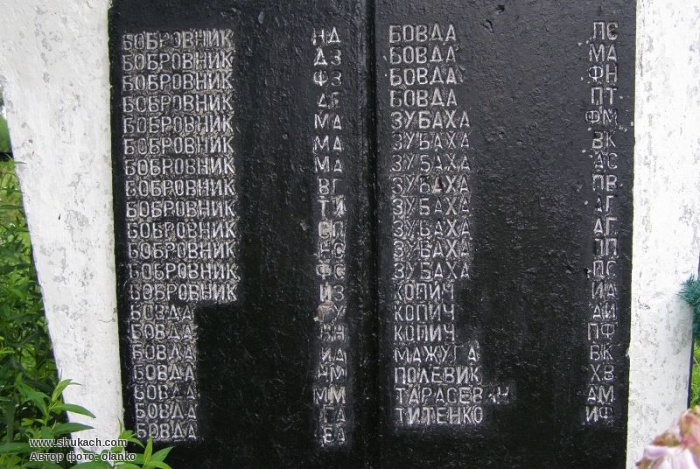 БОБРОВНИК НД
БОБРОВНИК ДЗ
БОБРОВНИК ФЗ
БОБРОВНИК
БОБРОВНИК МА
БОБРОВНИК МА
БОБРОВНИК МА
БОБРОВНИК ВГ
БОБРОВНИК ТИ
БОБРОВНИК
БОБРОВНИК
БОБРОВНИК ФС
БОБРОВНИК ИЗ
БОВДА
БОВДА
БОВДА ИА
БОВДА АМ
БОВДА ММ
БОВДА ГА
БОВДА ЕА
БОВДА ПС
БОВДА МА
БОВДА ФН
БОВДА ПТ
ЗУБАХА ФМ
ЗУБАХА ВК
ЗУБАХА АС
ЗУБАХА ПВ
ЗУБАХА АГ
ЗУБАХА АГ
ЗУБАХА ПП
ЗУБАХА ПС
КОПИЧ ИА
КОПИЧ АИ
КОПИЧ ПФ
МАЖУГА ВК
ПОЛЕВИК ХВ
ТАРАСЕВИЧ АМ
ТИТЕНКО ИФ
www.shukach.com
Автор фото: olanko